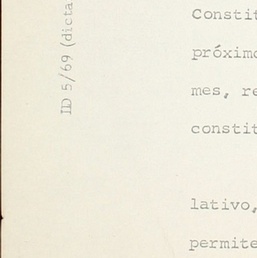 ID 5/69 (dicta
Constit
próximo
mes, re
constit
lativo,
permite